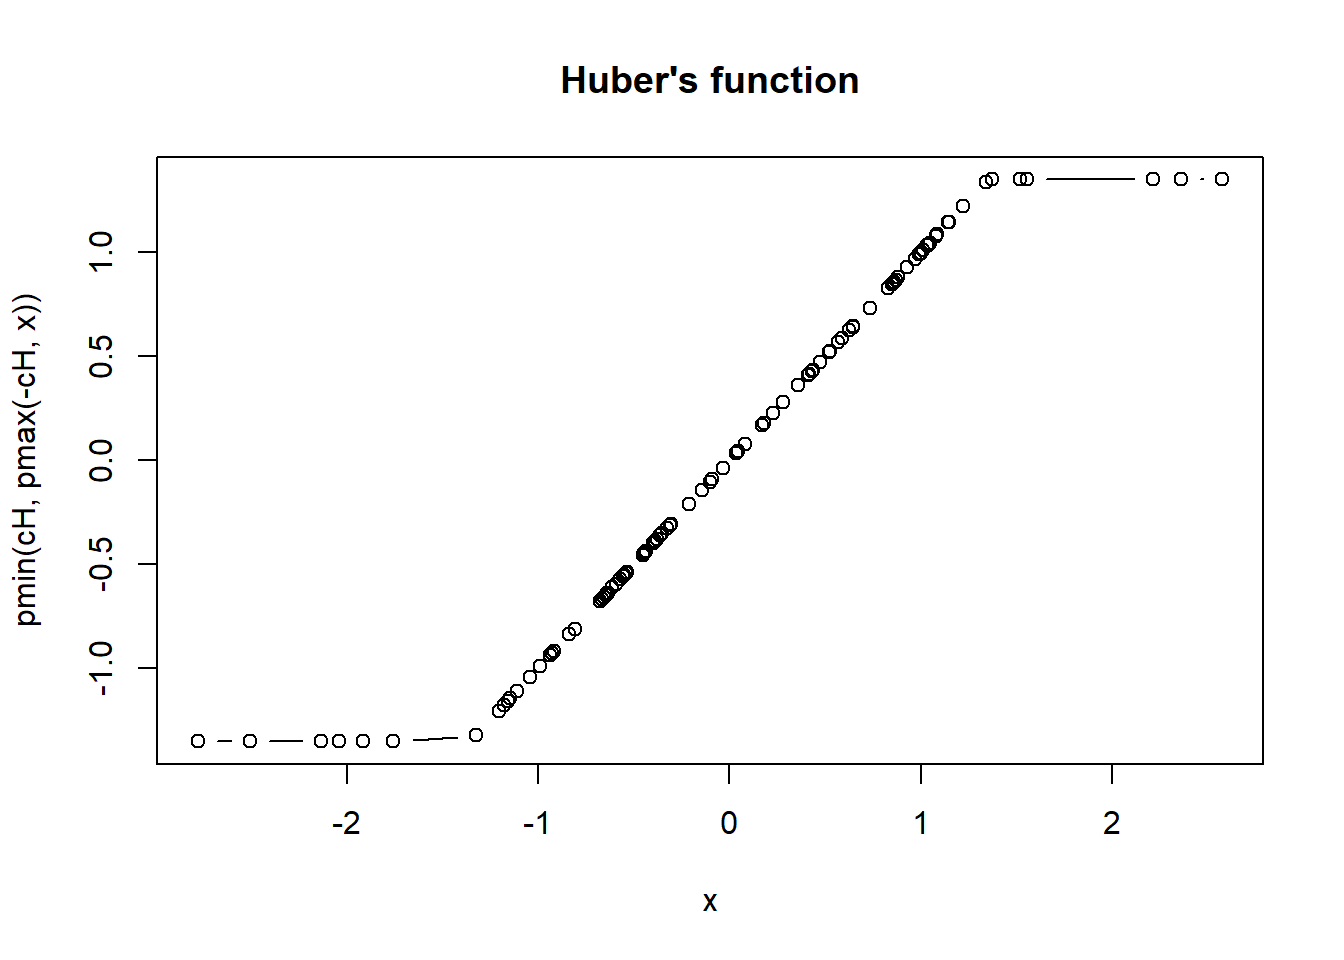 Huber's function
pmin(cH, pmax(-cH, x))
1.0
0.5
0.0
-0.5
-1.0
-2 -1 0 1 2
x